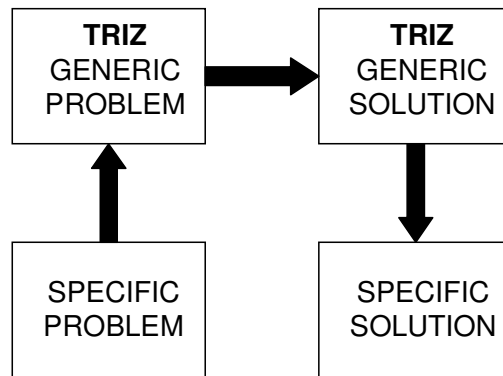 TRIZ
GENERIC
PROBLEM
TRIZ
GENERIC
SOLUTION
SPECIFIC
PROBLEM
SPECIFIC
SOLUTION